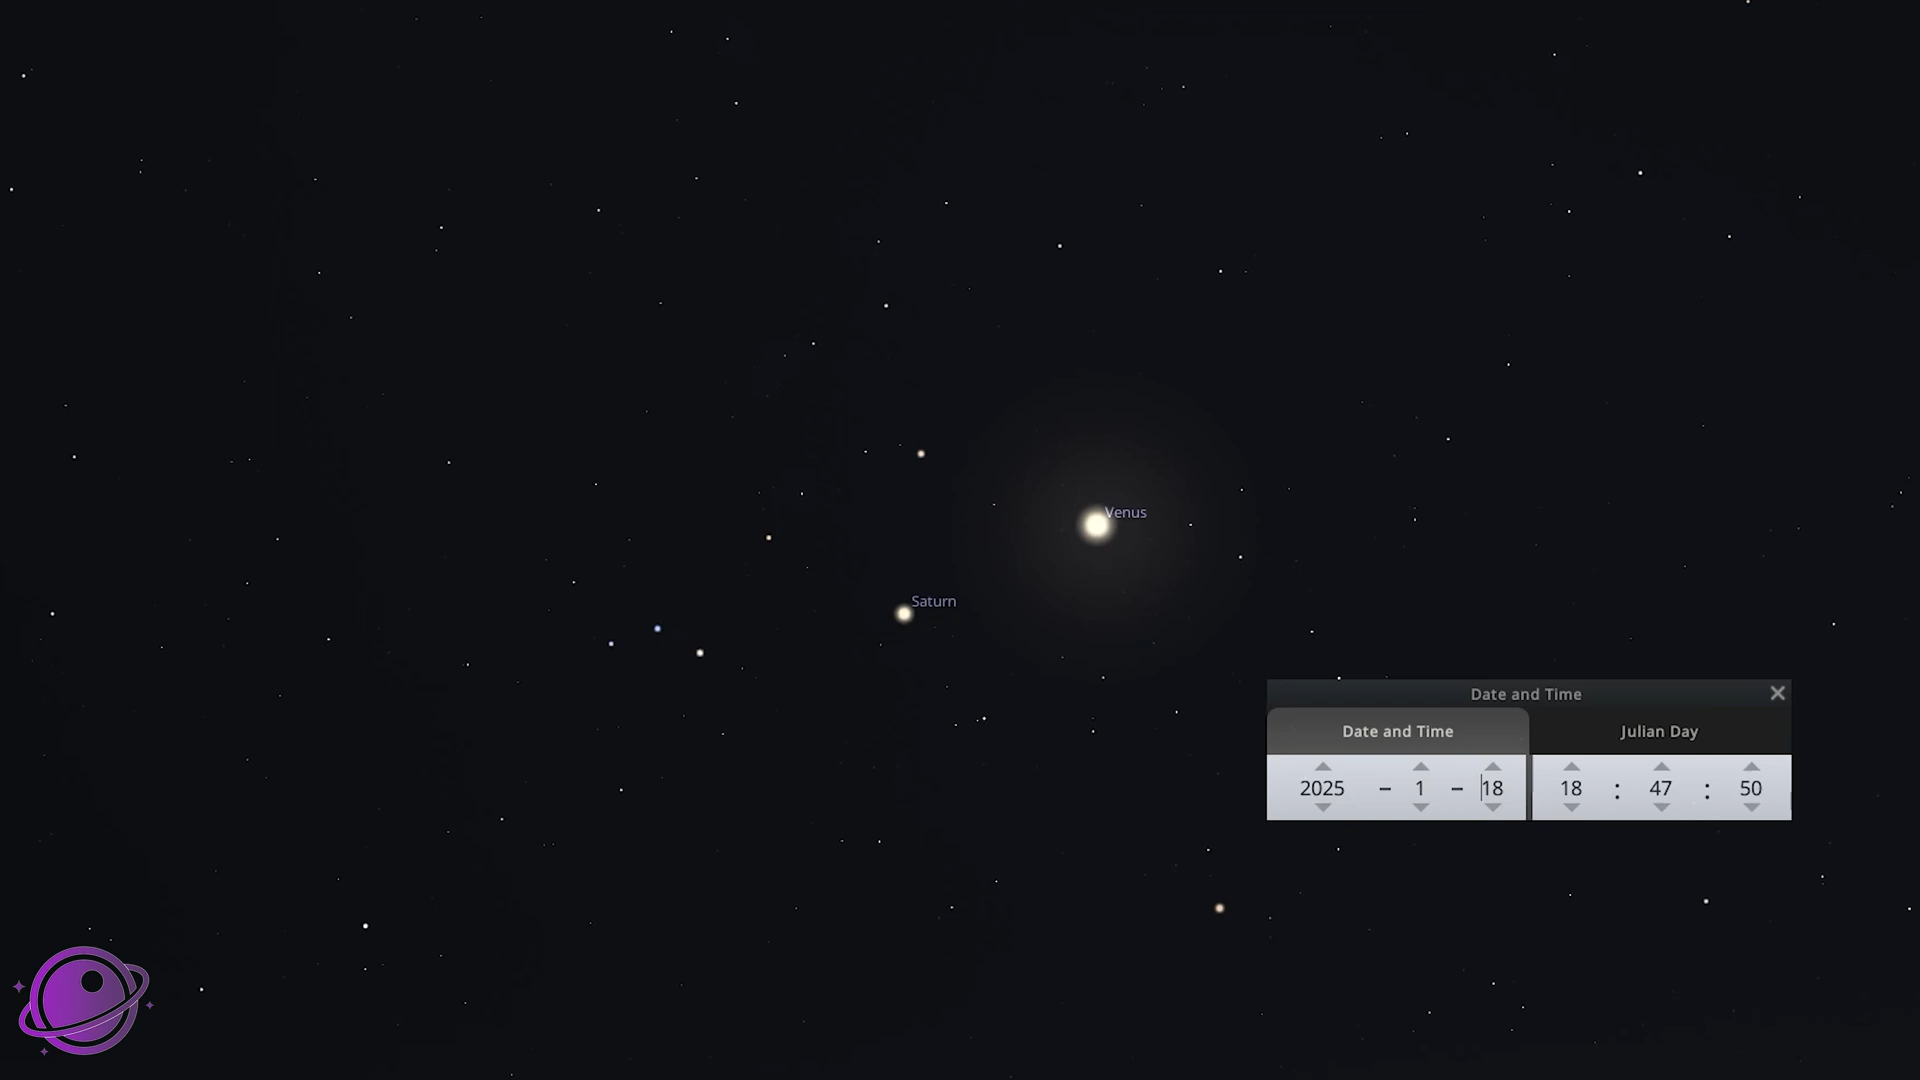 Venus
Saturn
Date and Time
Date and Time Julian Day
2025 - 1 - 18 18 : 47 : 50